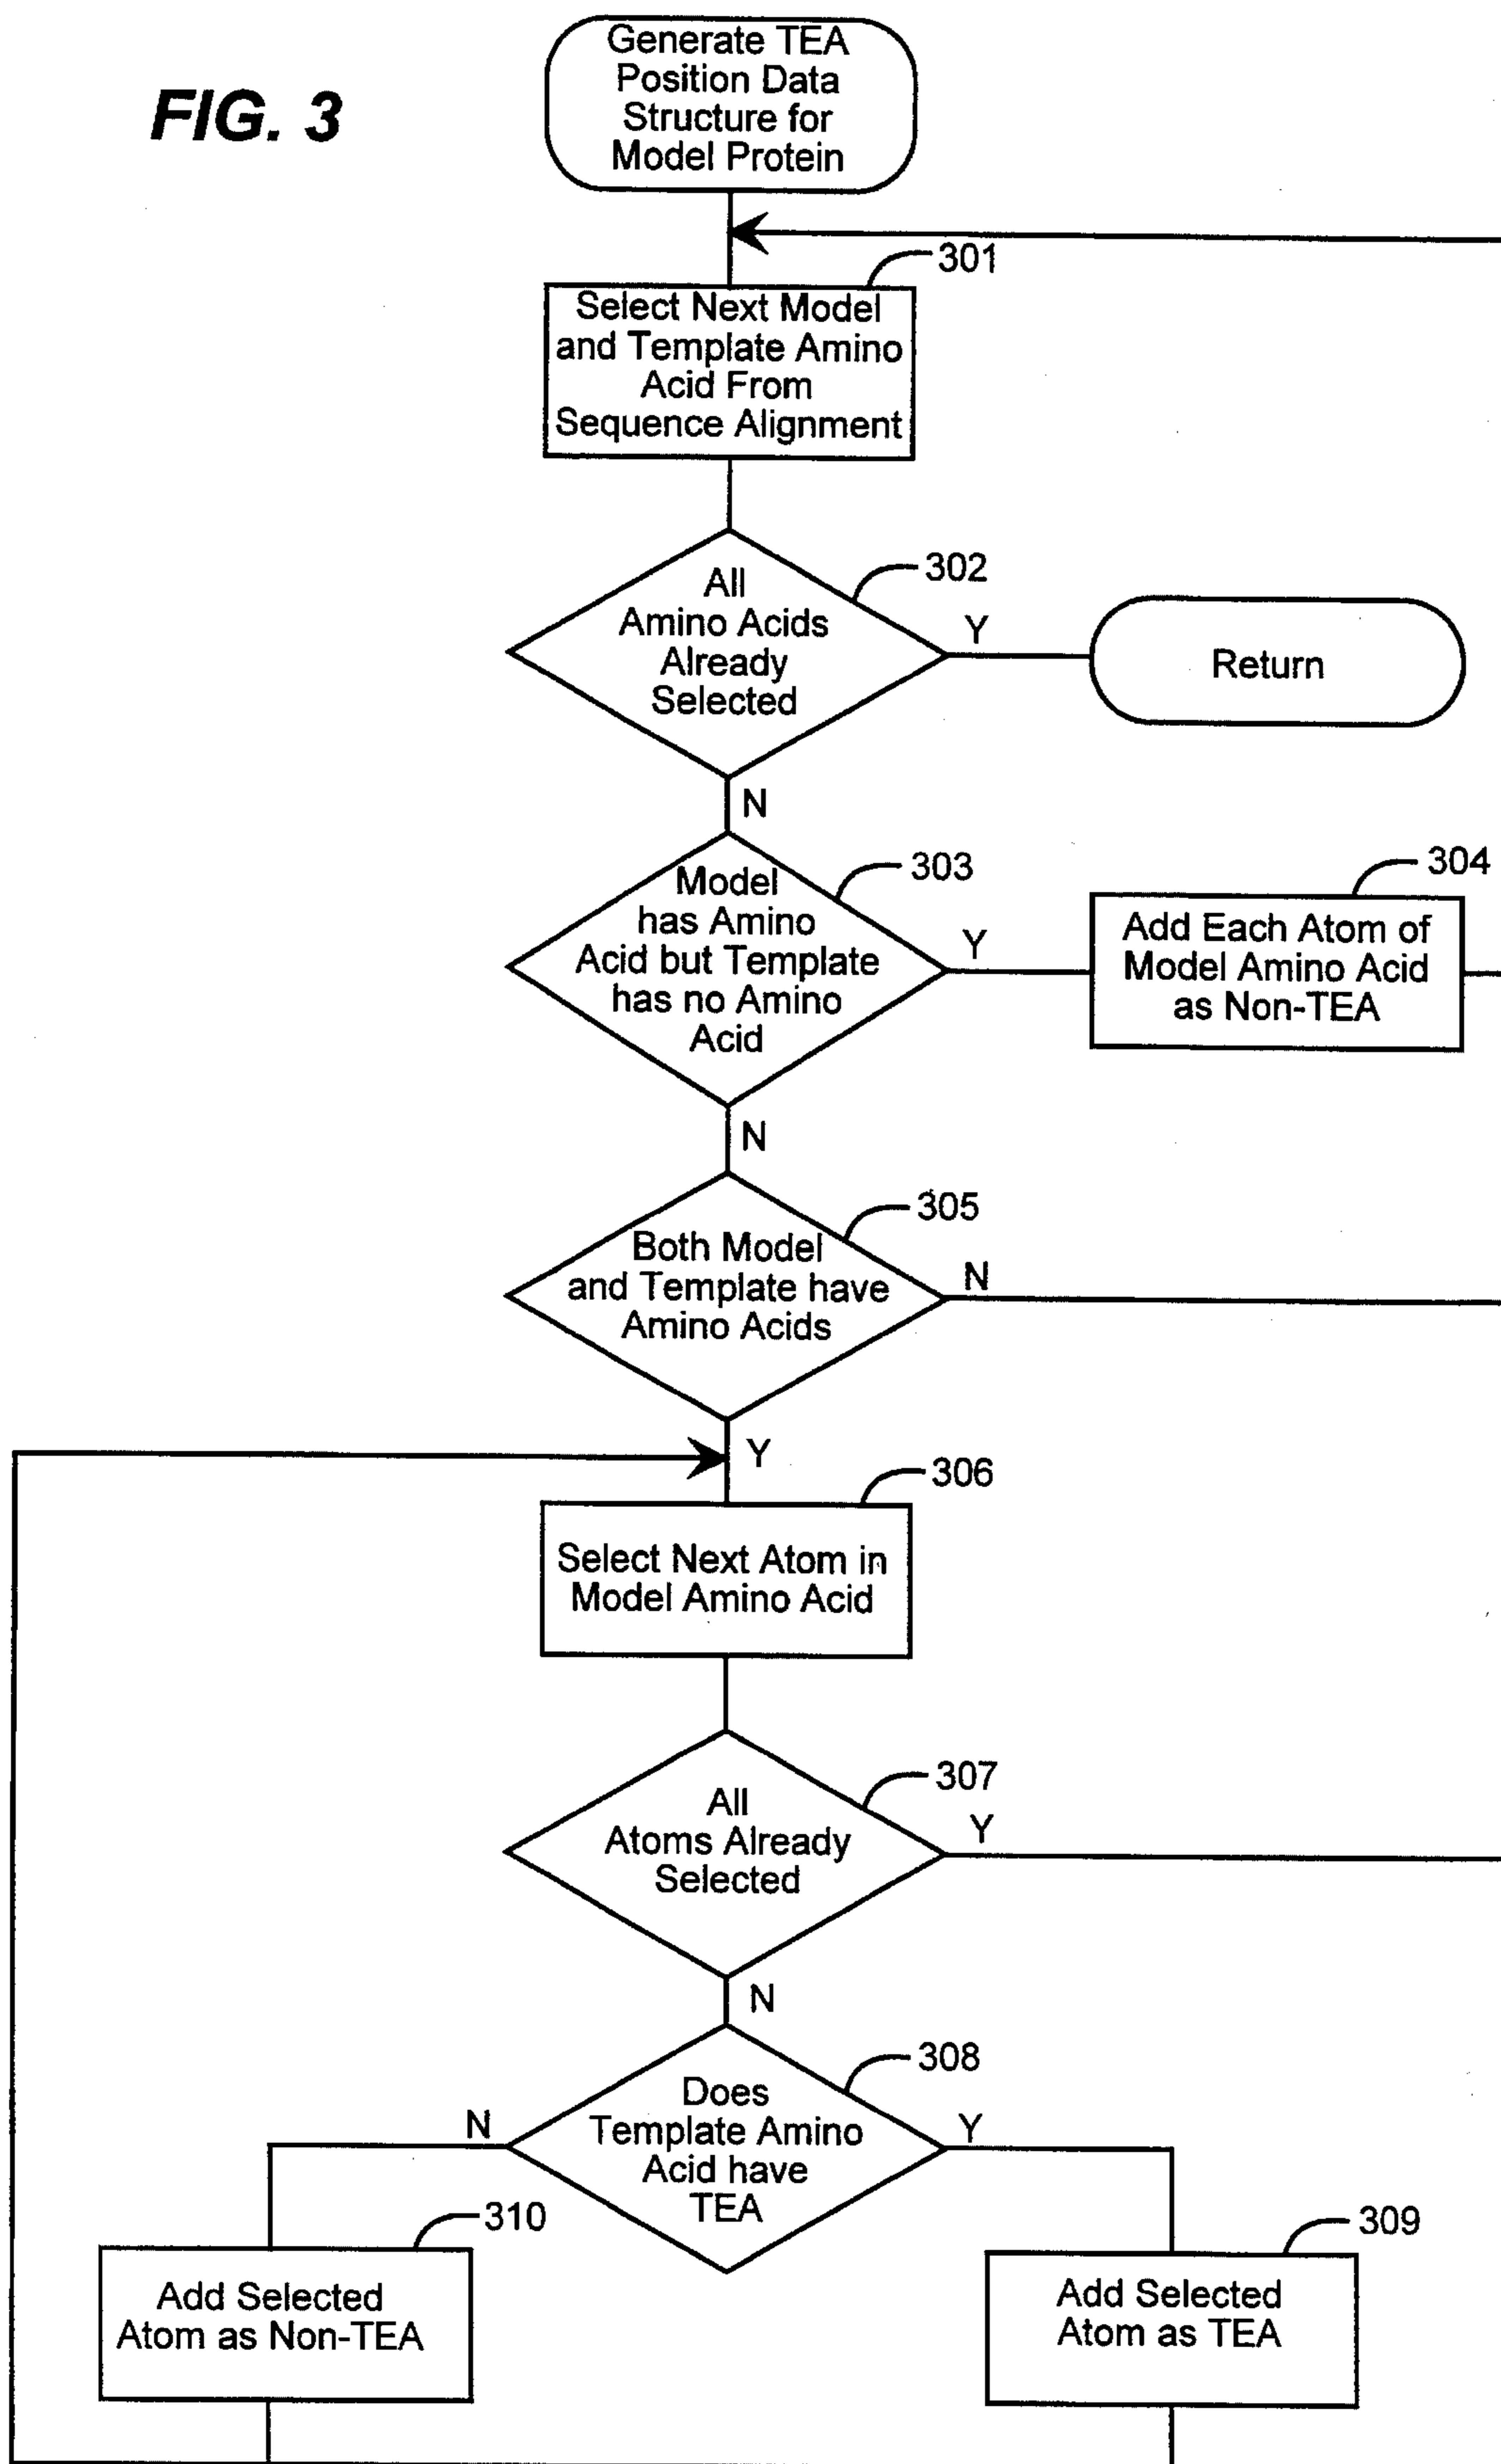 FIG. 3
Generate TEA
Position Data
Structure for
Model Protein
301
Select Next Model
and Template Amino
Acid From
Sequence Alignment
302
All
Amino Acids
Already
Selected
Y
Return
N
303
Model
has Amino
Acid but Template
has no Amino
Acid
Y
304
Add Each Atom of
Model Amino Acid
as Non-TEA
N
305
Both Model
and Template have
Amino Acids
N
Y
306
Select Next Atom in
Model Amino Acid
307
All
Atoms Already
Selected
Y
N
308
Does
Template Amino
Acid have
TEA
N
Y
310
Add Selected
Atom as Non-TEA
309
Add Selected
Atom as TEA